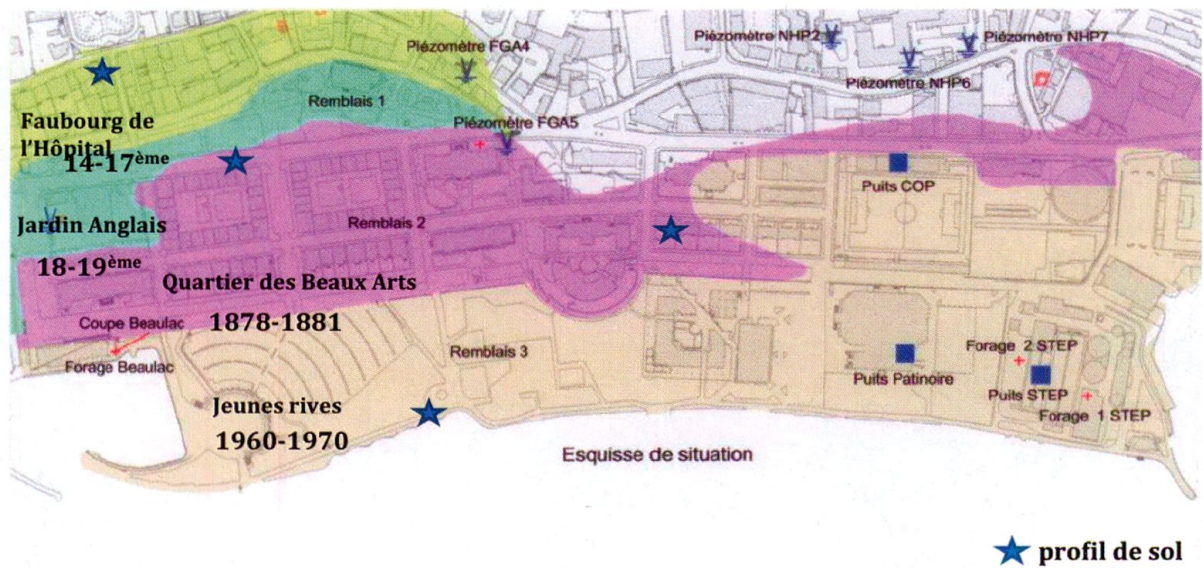 Piézomètre FGA4
Piézomètre NHP2
Piézomètre NHP7
Piézomètre NHP6
Remblais 1
Faubourg de
l'Hôpital
14-17ème
Piézomètre FGA5
Puits COP
Jardin Anglais
18-19ème
Remblais 2
Quartier des Beaux Arts
1878-1881
Coupe Beaulac
Forage Beaulac
Remblais 3
Forage 2 STEP
Puits Patinoire
Puits STEP
Forage 1 STEP
Jeunes rives
1960-1970
Esquisse de situation
profil de sol